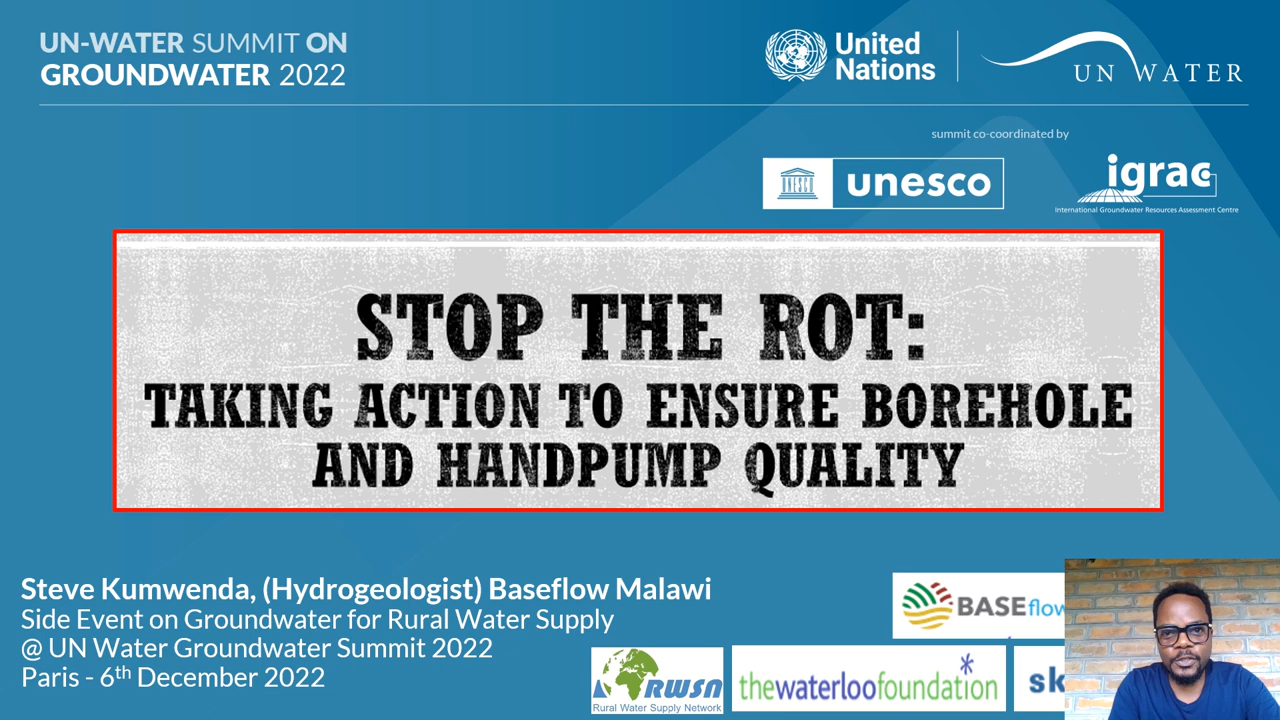 UN-WATER SUMMIT ON
GROUNDWATER 2022
United
Nations
UN WATER
summit co-coordinated by
UNESCO
unesco
igrac
International Groundwater Resources Assessment Centre
STOP THE ROT:
TAKING ACTION TO ENSURE BOREHOLE
AND HANDPUMP QUALITY
Steve Kumwenda, (Hydrogeologist) Baseflow Malawi
Side Event on Groundwater for Rural Water Supply
@ UN Water Groundwater Summit 2022
Paris - 6th December 2022
BASEflow
RWSN
Rural Water Supply Network
thewaterloofoundation
sk